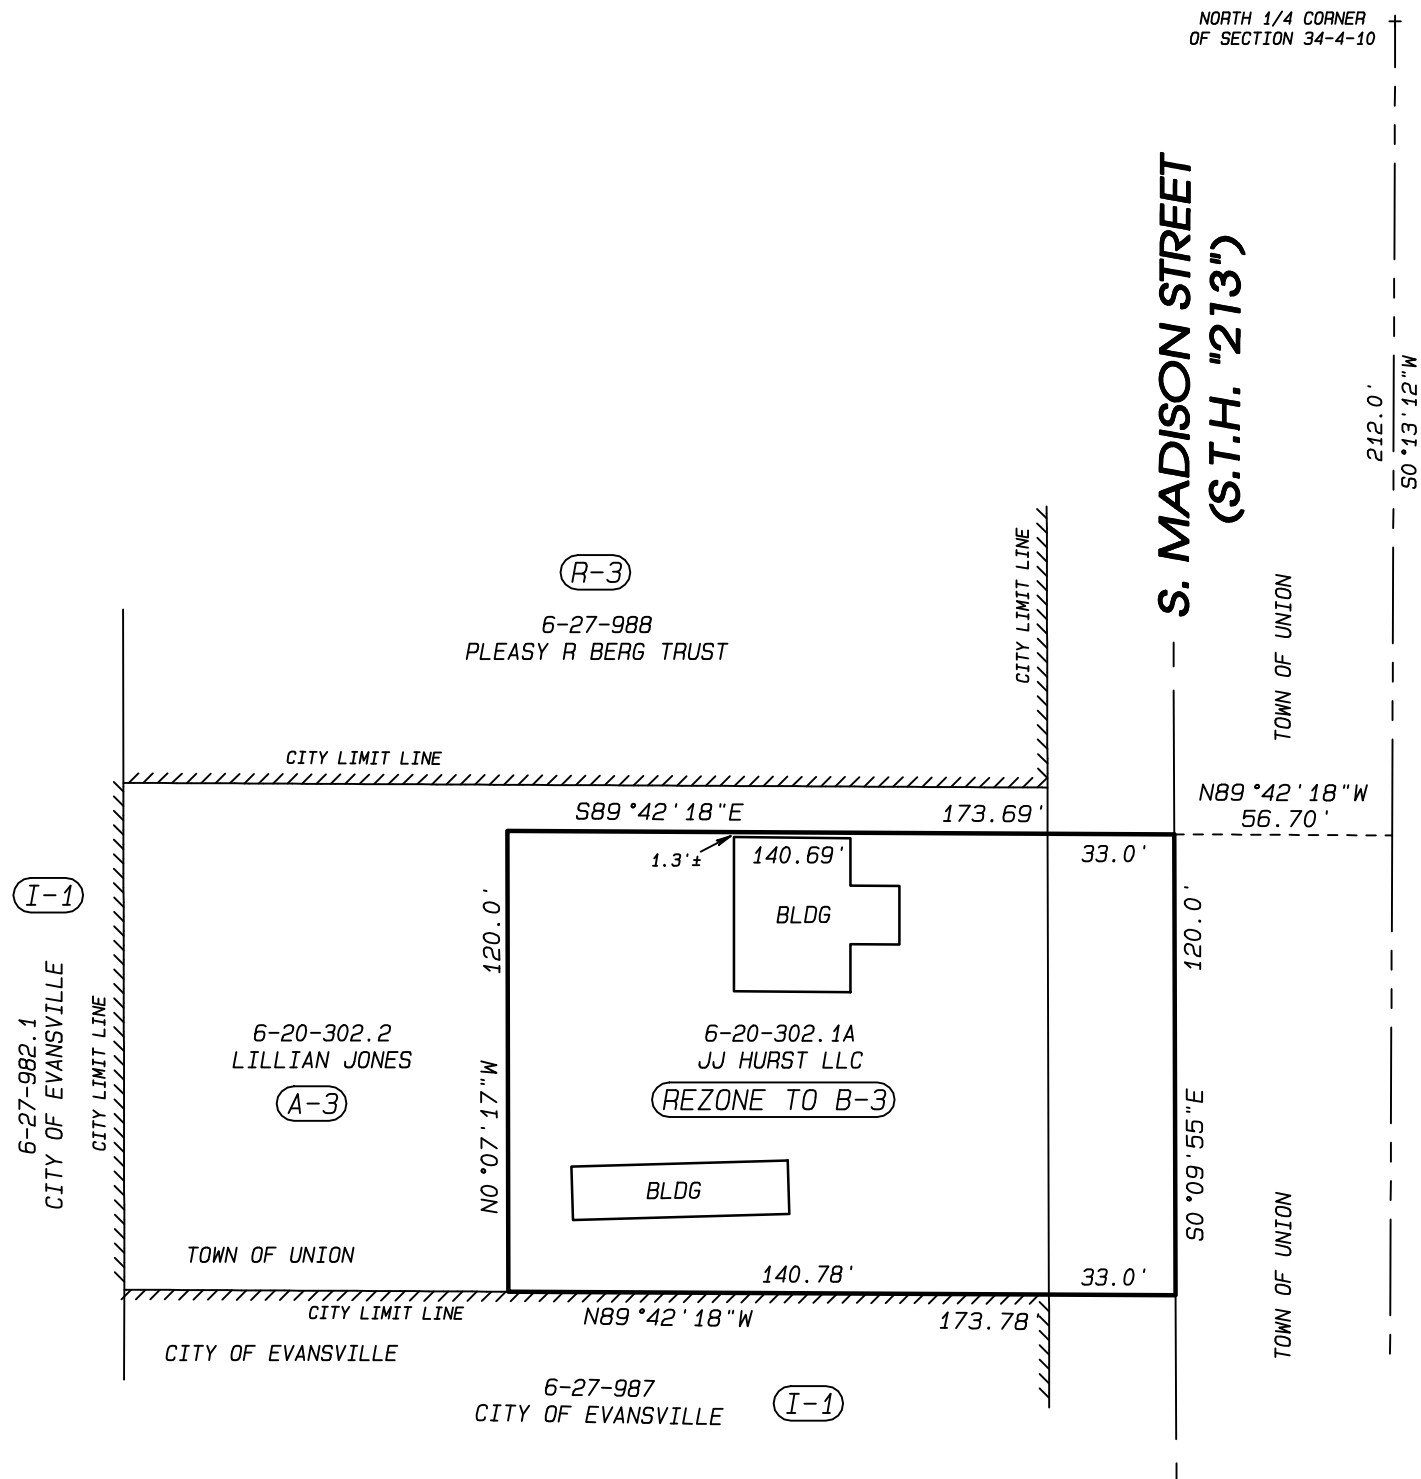 NORTH 1/4 CORNER
OF SECTION 34-4-10
S. MADISON STREET
(S.T.H. "213")
212.0'
S0°13'12"W
CITY LIMIT LINE
TOWN OF UNION
R-3
6-27-988
PLEASY R BERG TRUST
CITY LIMIT LINE
S89°42'18"E
173.69'
N89°42'18"W
56.70'
1.3'±
140.69'
33.0'
I-1
120.0'
BLDG
120.0'
6-27-982.1
CITY OF EVANSVILLE
CITY LIMIT LINE
6-20-302.2
LILLIAN JONES
A-3
6-20-302.1A
JJ HURST LLC
REZONE TO B-3
N0°07'17"W
S0°09'55"E
BLDG
TOWN OF UNION
TOWN OF UNION
140.78'
33.0'
CITY LIMIT LINE
N89°42'18"W
173.78'
CITY OF EVANSVILLE
6-27-987
CITY OF EVANSVILLE
I-1